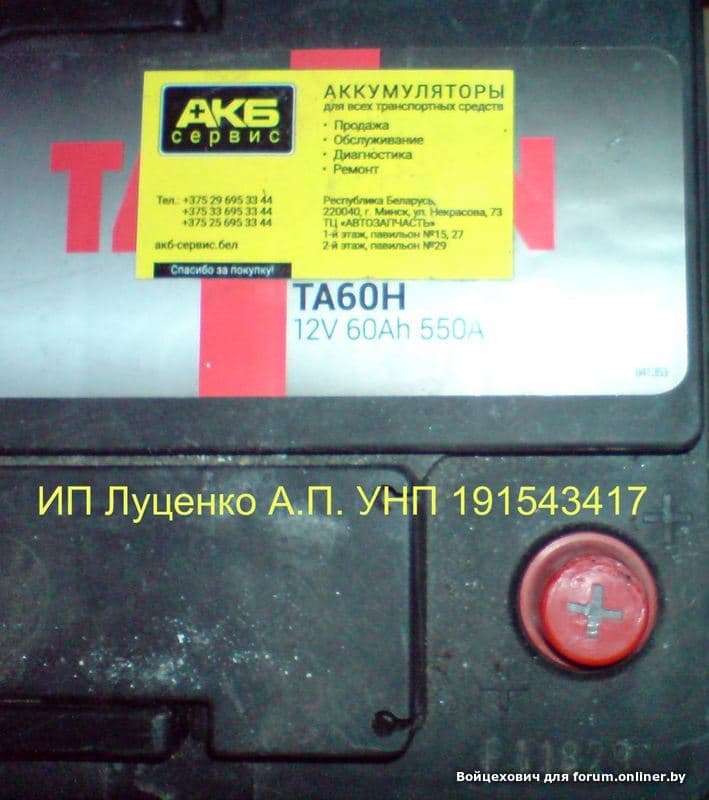 АКБ
сервис
АККУМУЛЯТОРЫ
для всех транспортных средств
• Продажа
• Обслуживание
• Диагностика
• Ремонт
Тел.: +375 29 695 33 44
+375 33 695 33 44
+375 25 695 33 44
акб-сервис.бел
Республика Беларусь,
220040, г. Минск, ул. Некрасова, 73
ТЦ «АВТОЗАПЧАСТЬ»
1-й этаж, павильон №15, 27
2-й этаж, павильон №29
Спасибо за покупку!
TA60H
12V 60Ah 550A
ИП Луценко А.П. УНП 191543417
Войцехович для forum.onliner.by